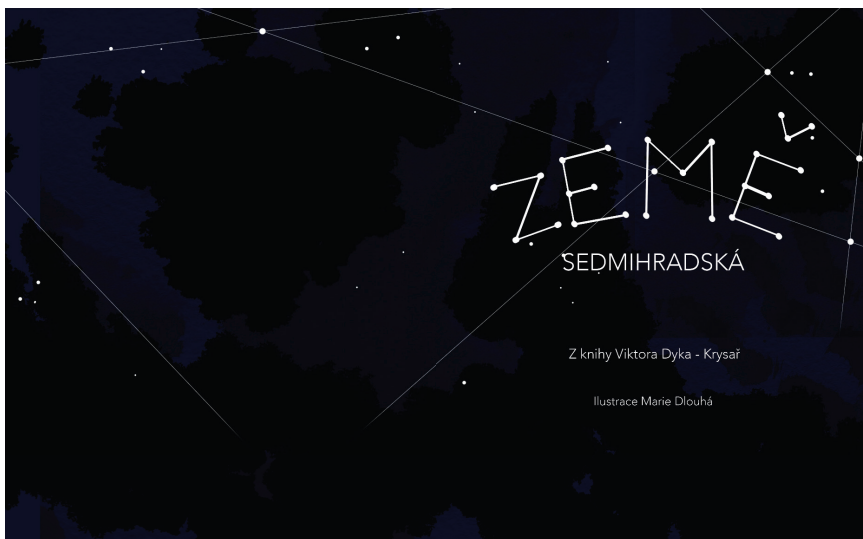 ZEMĚ
SEDMIHRADSKÁ
Z knihy Viktora Dyka - Krysař
Ilustrace Marie Dlouhá